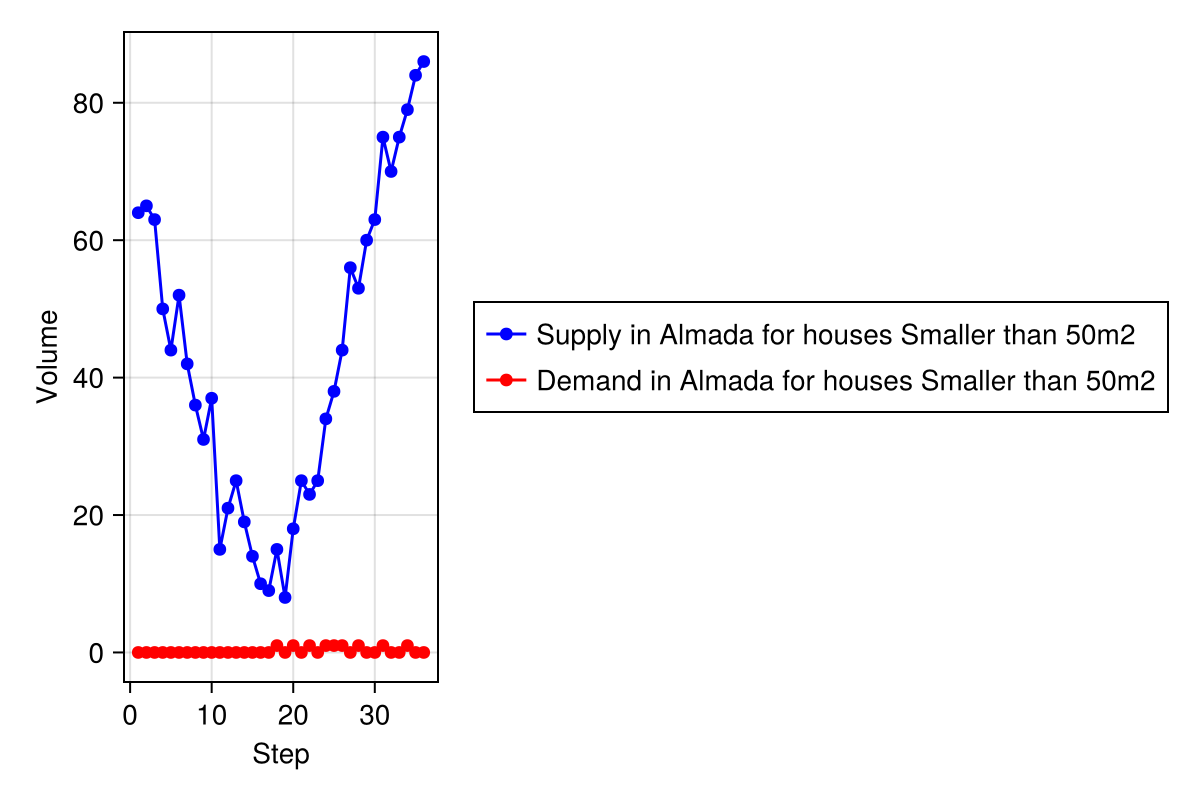 80
60
40
20
0
Volume
0 10 20 30
Step
Supply in Almada for houses Smaller than 50m2
Demand in Almada for houses Smaller than 50m2